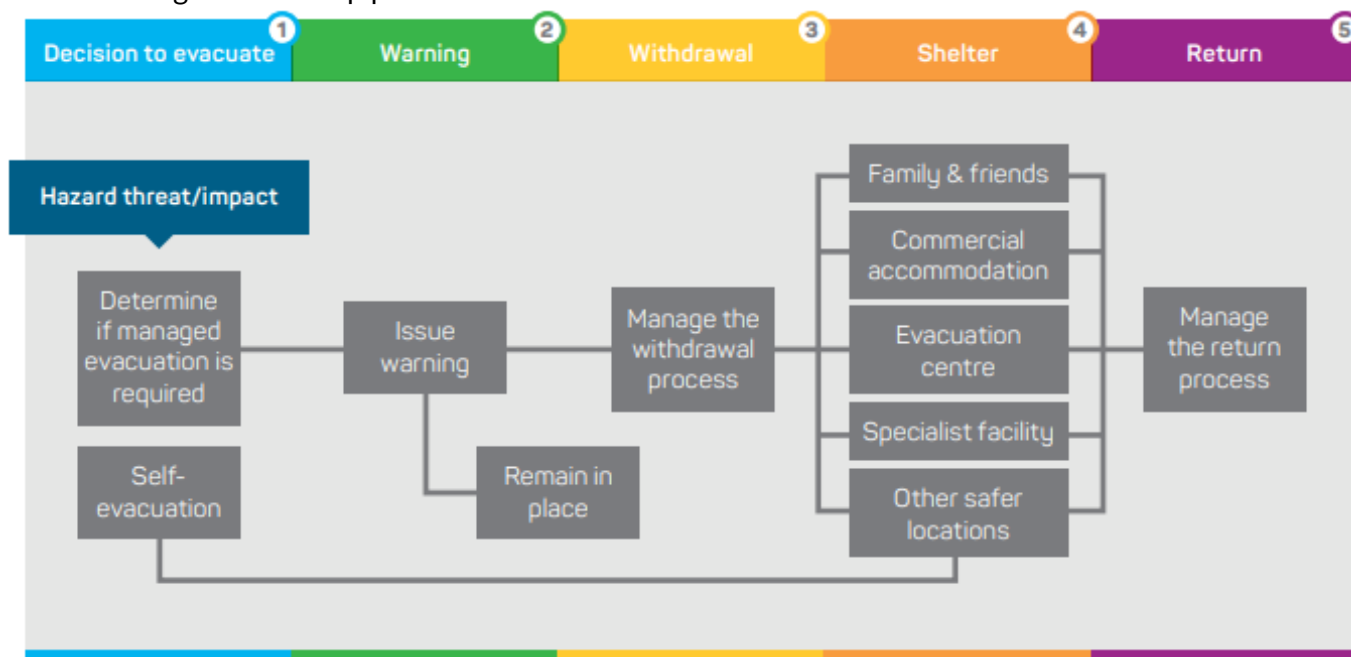 Decision to evacuate
1
Warning
2
Withdrawal
3
Shelter
4
Return
5
Hazard threat/impact
Determine
if managed
evacuation is
required
Self-
evacuation
Issue
warning
Remain in
place
Manage the
withdrawal
process
Family & friends
Commercial
accommodation
Evacuation
centre
Specialist facility
Other safer
locations
Manage
the return
process